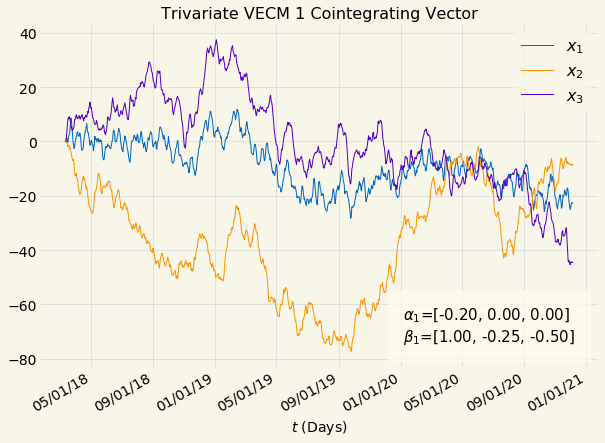 Trivariate VECM 1 Cointegrating Vector
x₁
x₂
x₃
40
20
0
−20
−40
−60
−80
α₁=[-0.20, 0.00, 0.00]
β₁=[1.00, -0.25, -0.50]
05/01/18
09/01/18
01/01/19
05/01/19
09/01/19
01/01/20
05/01/20
09/01/20
01/01/21
t (Days)